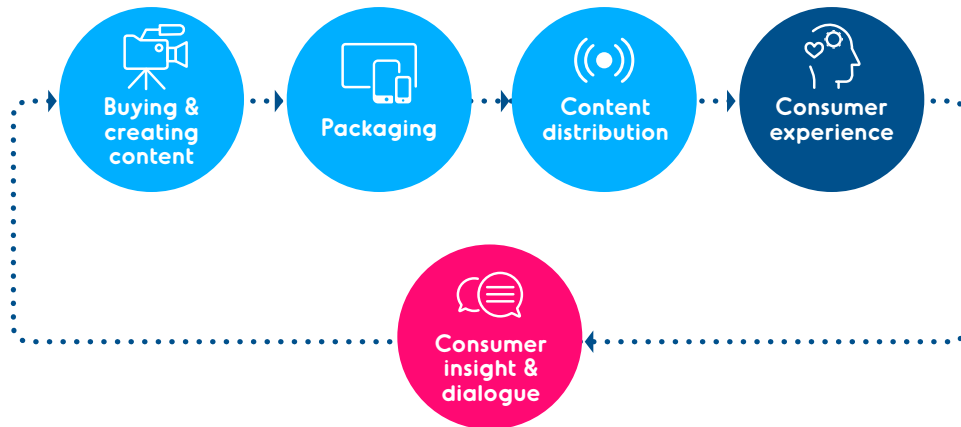 Buying &
creating
content
Packaging
Content
distribution
Consumer
experience
Consumer
insight &
dialogue